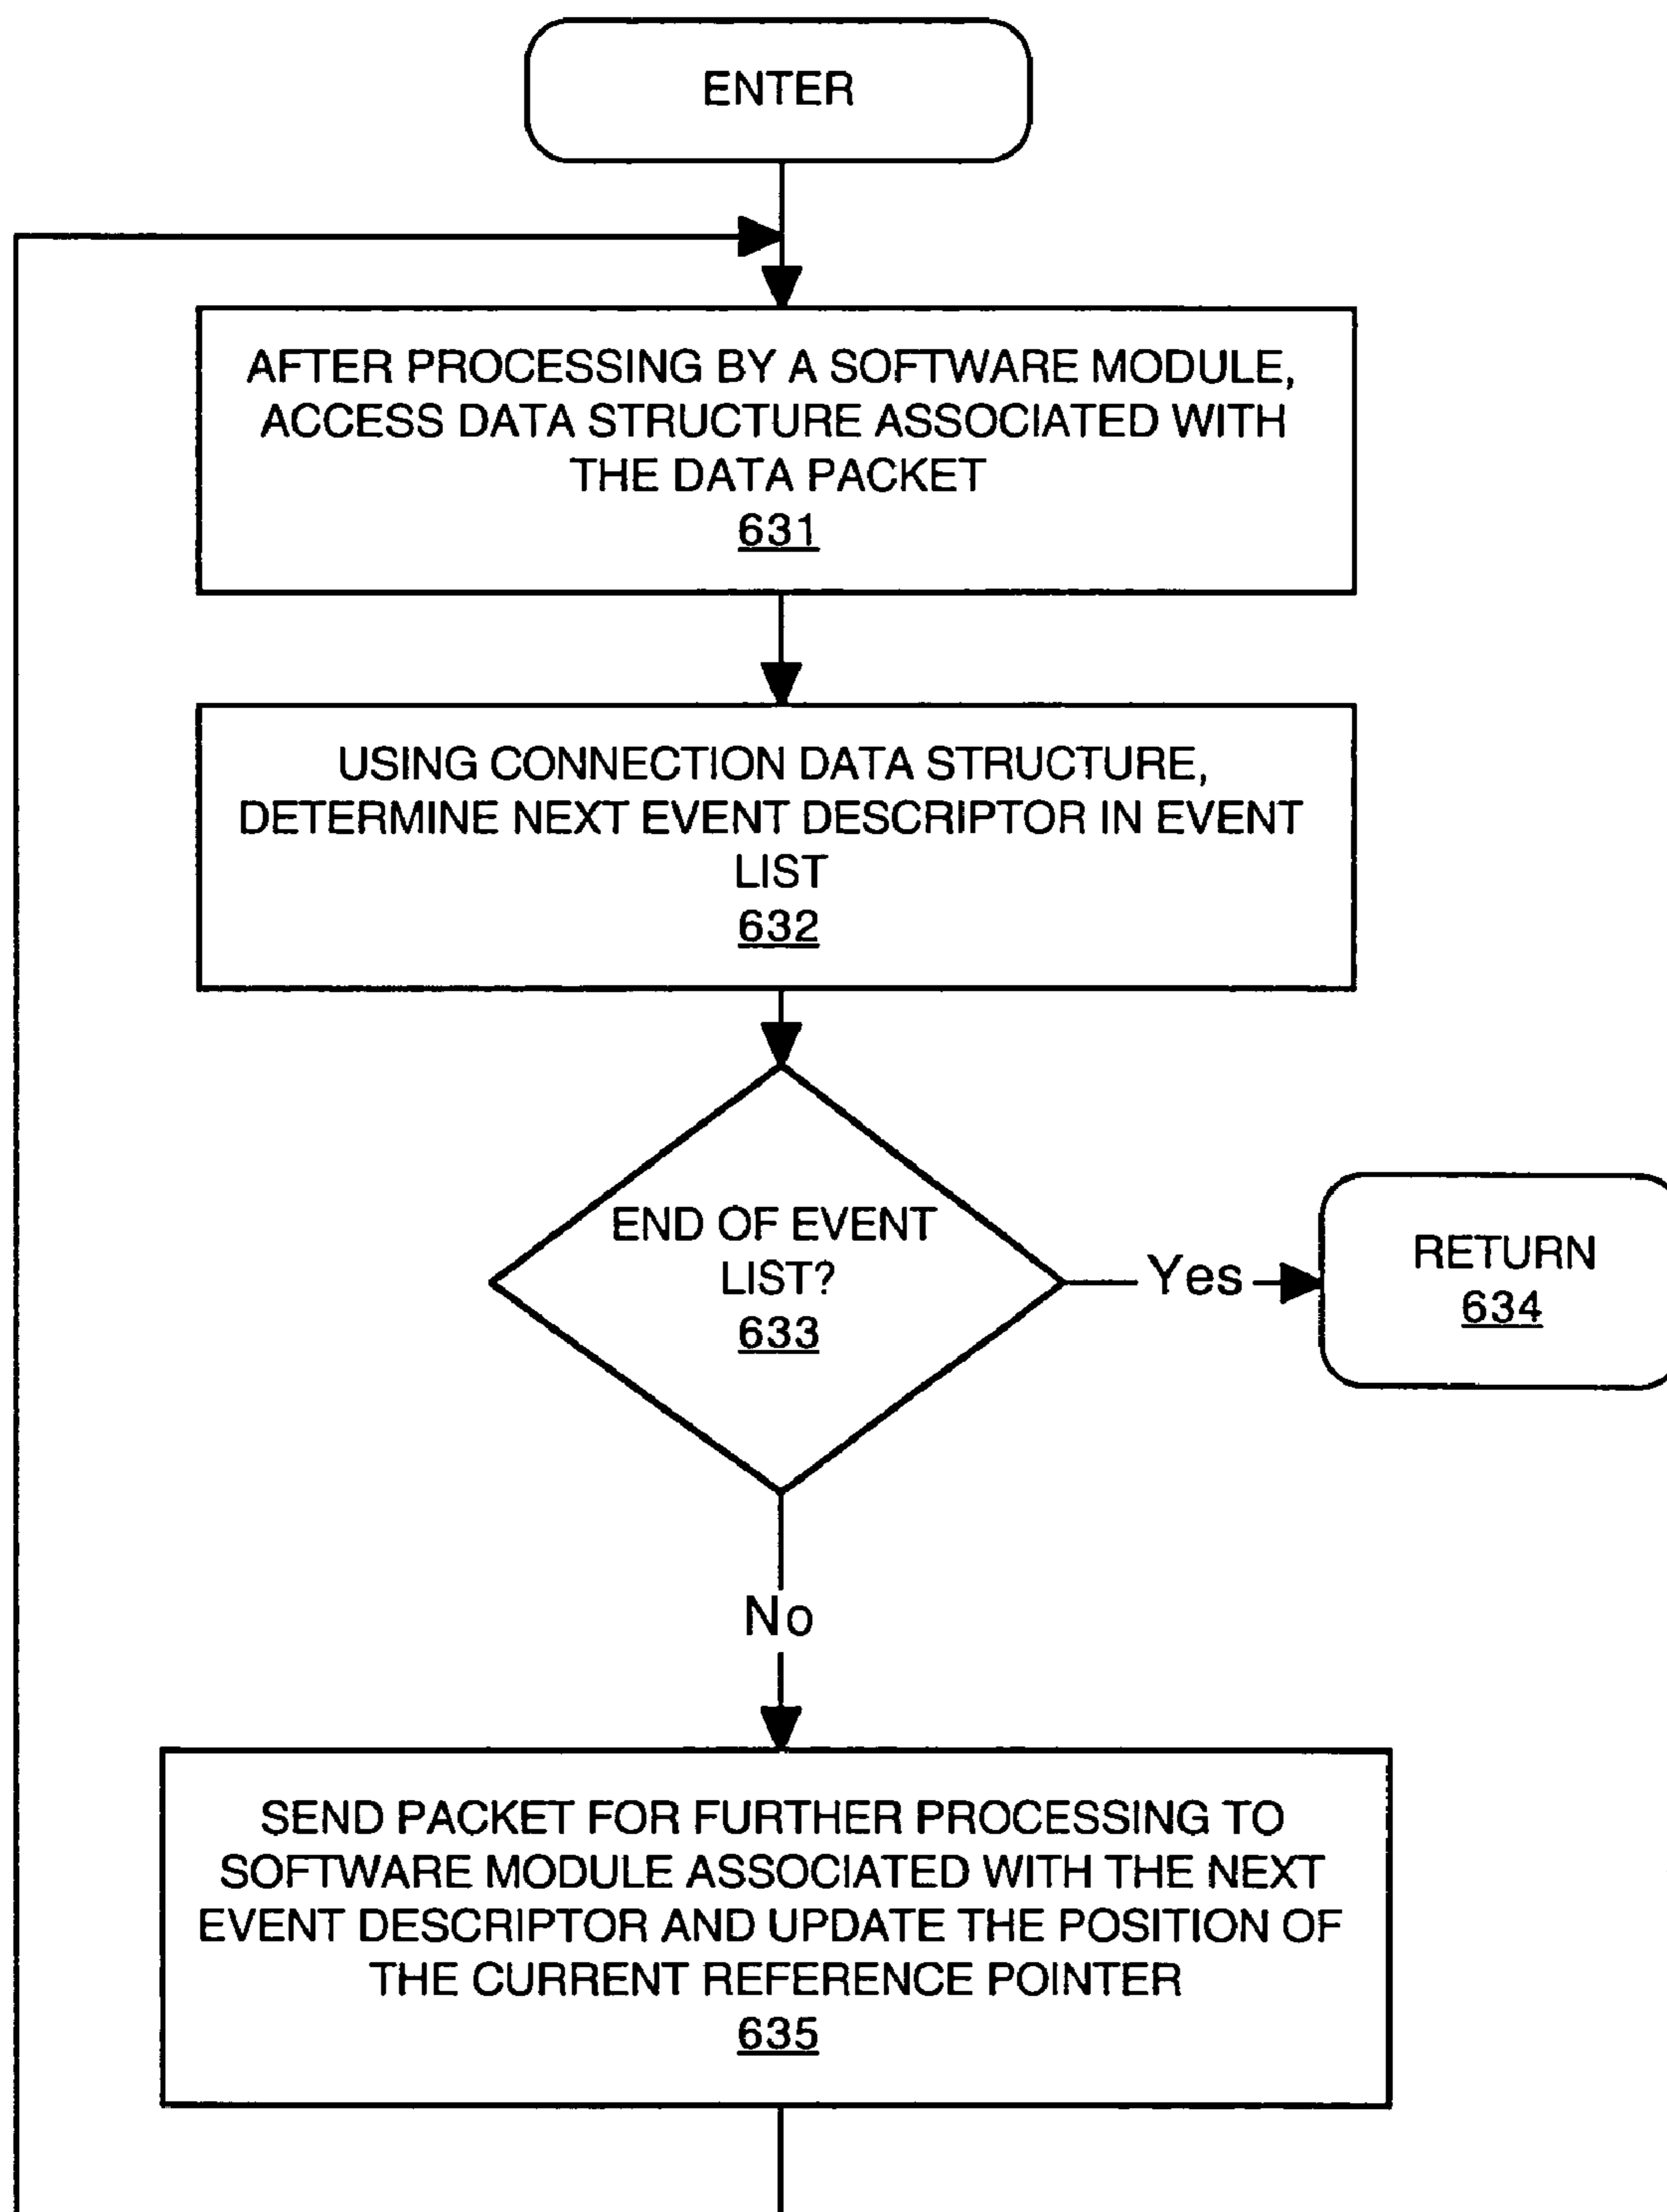 ENTER
AFTER PROCESSING BY A SOFTWARE MODULE,
ACCESS DATA STRUCTURE ASSOCIATED WITH
THE DATA PACKET
631
USING CONNECTION DATA STRUCTURE,
DETERMINE NEXT EVENT DESCRIPTOR IN EVENT
LIST
632
END OF EVENT
LIST?
633
Yes
RETURN
634
No
SEND PACKET FOR FURTHER PROCESSING TO
SOFTWARE MODULE ASSOCIATED WITH THE NEXT
EVENT DESCRIPTOR AND UPDATE THE POSITION OF
THE CURRENT REFERENCE POINTER
635